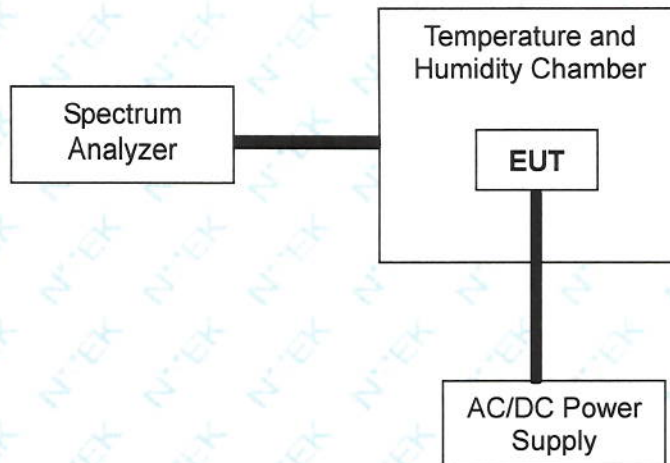 Temperature and
Humidity Chamber
Spectrum
Analyzer
EUT
AC/DC Power
Supply